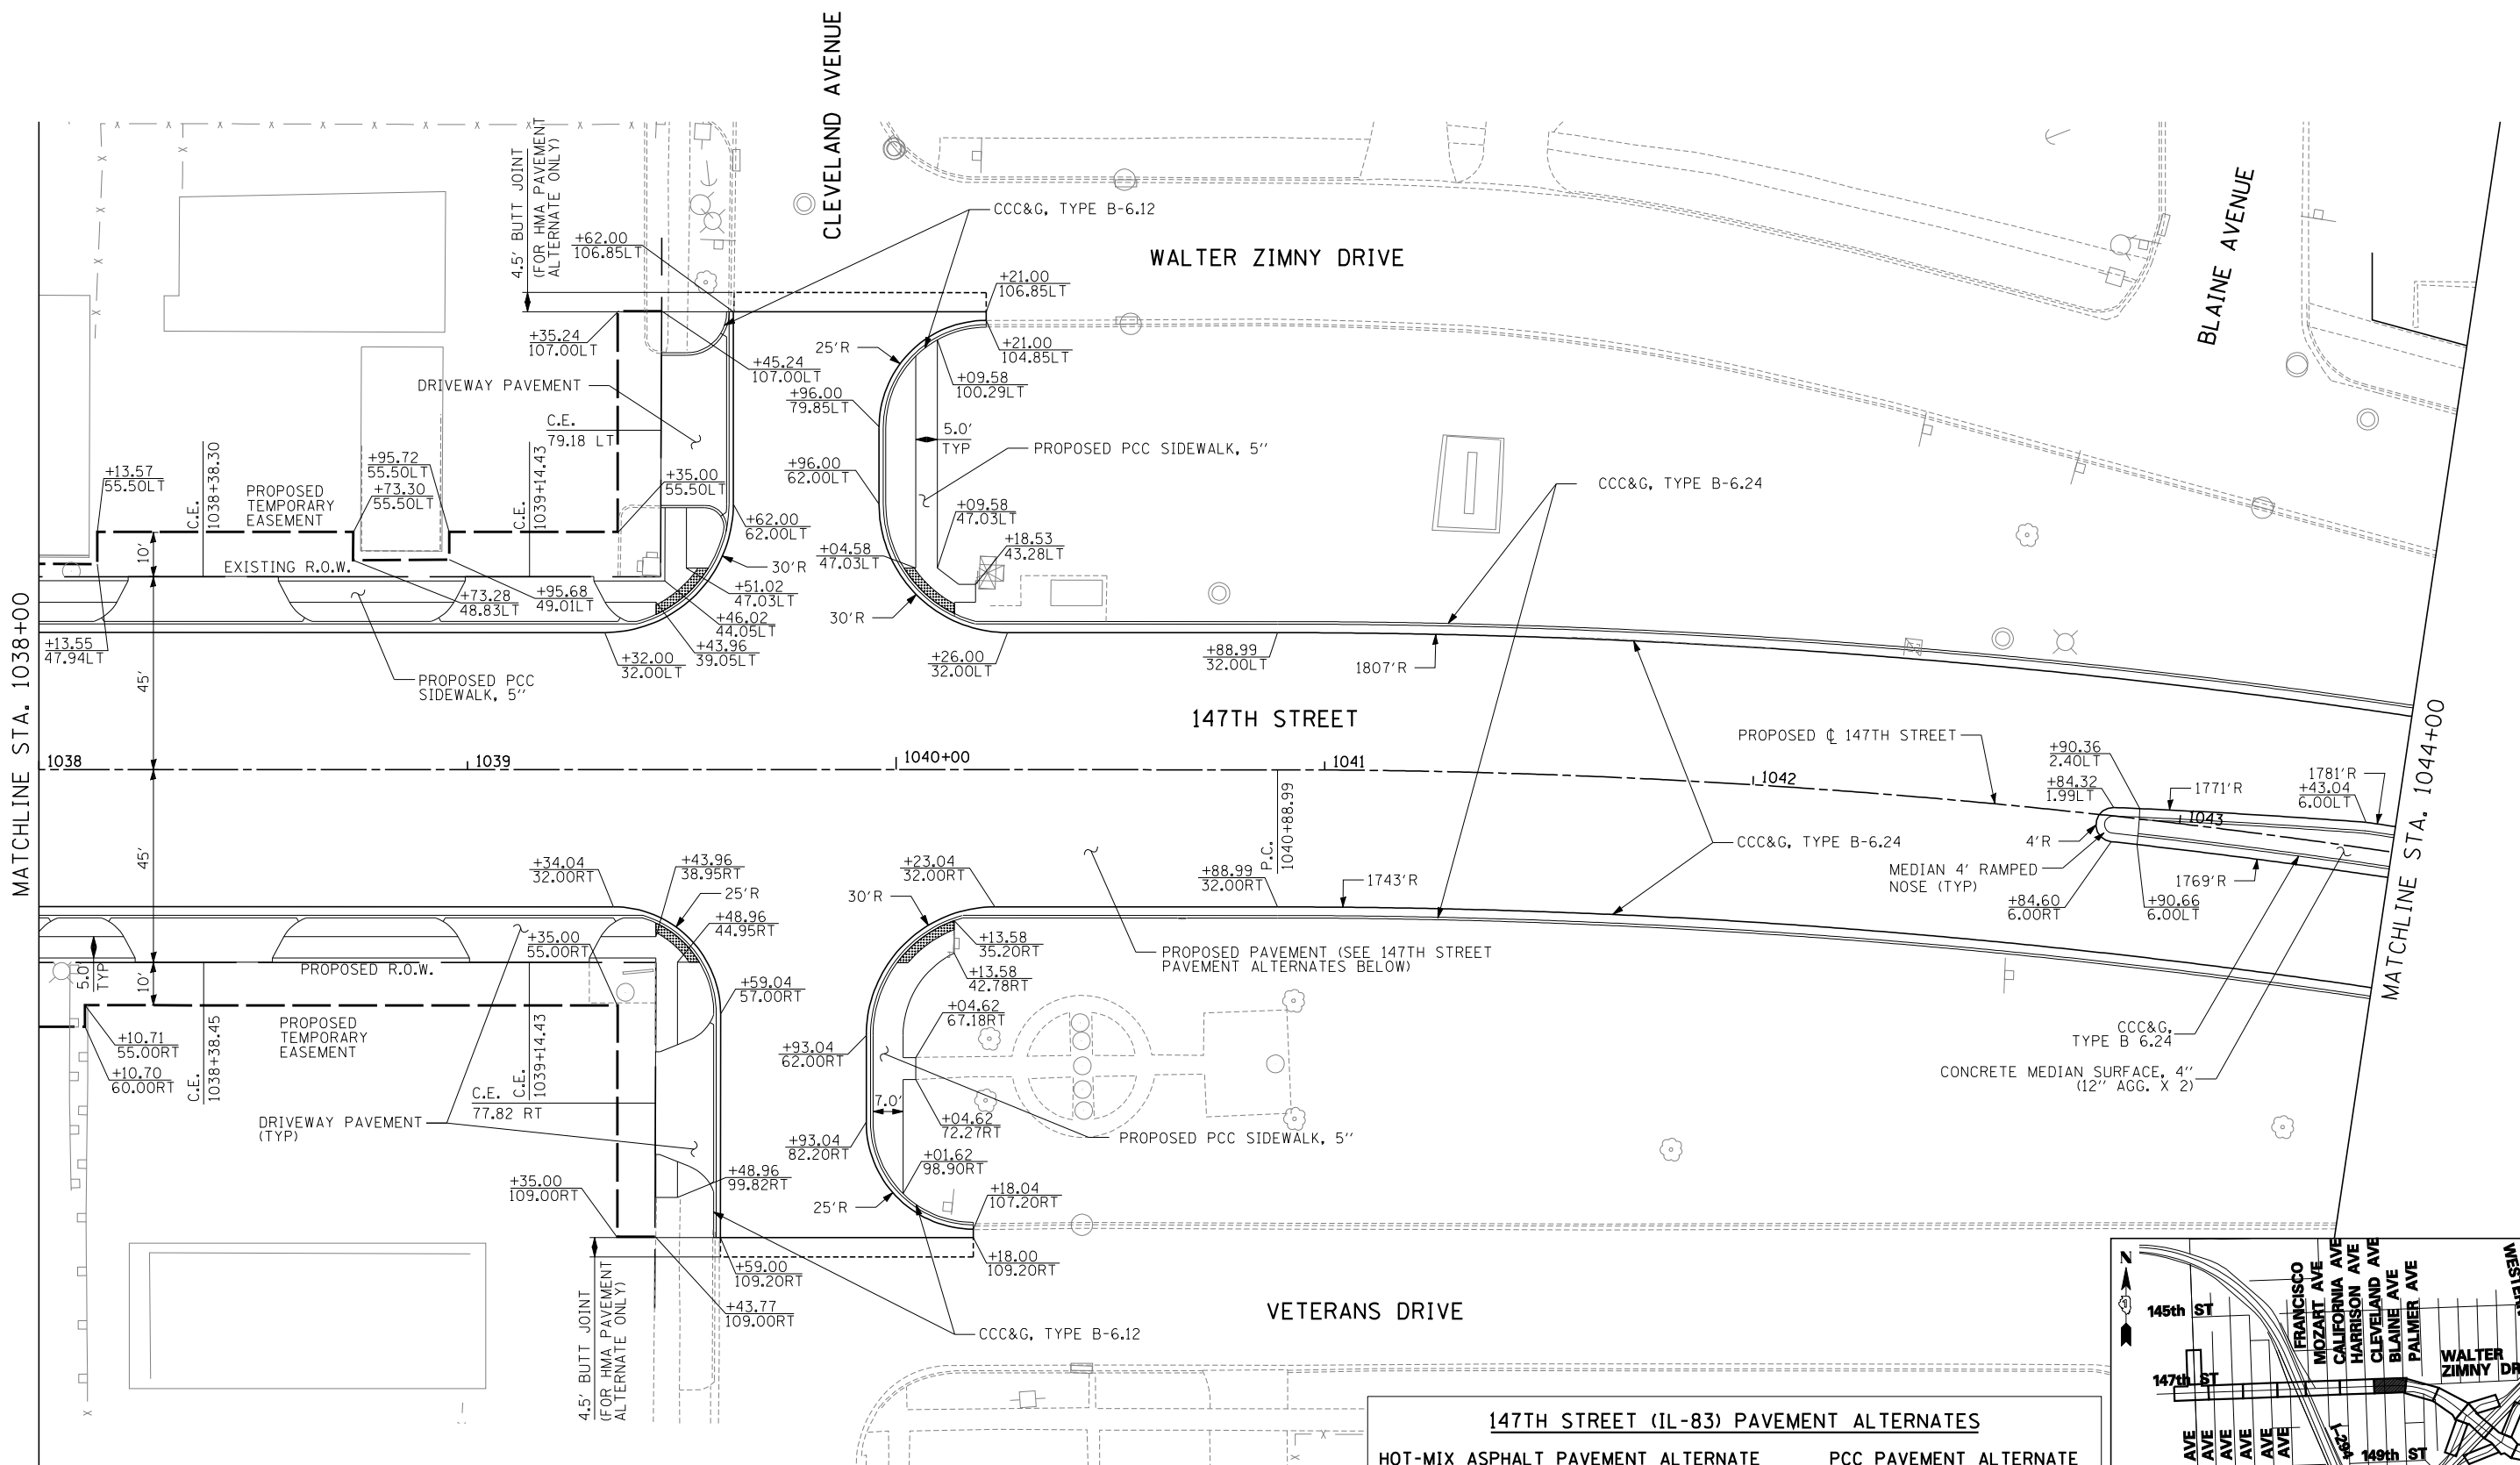 CLEVELAND AVENUE
4.5' BUTT JOINT
(FOR HMA PAVEMENT
ALTERNATE ONLY)
+62.00
106.85LT
CCC&G, TYPE B-6.12
WALTER ZIMNY DRIVE
BLAINE AVENUE
+21.00
106.85LT
+35.24
107.00LT
25'R
+21.00
104.85LT
+45.24
107.00LT
DRIVEWAY PAVEMENT
+09.58
100.29LT
+96.00
79.85LT
C.E.
79.18 LT
5.0'
TYP
PROPOSED PCC SIDEWALK, 5"
+13.57
55.50LT
C.E.
1038+38.30
+95.72
55.50LT
+73.30
55.50LT
PROPOSED
TEMPORARY
EASEMENT
C.E.
1039+14.43
+35.00
55.50LT
+96.00
62.00LT
CCC&G, TYPE B-6.24
+62.00
62.00LT
+09.58
47.03LT
+18.53
43.28LT
+04.58
47.03LT
10'
EXISTING R.O.W.
30'R
+73.28
48.83LT
+95.68
49.01LT
+51.02
47.03LT
+46.02
44.05LT
30'R
+43.96
39.05LT
+13.55
47.94LT
+32.00
32.00LT
+26.00
32.00LT
+88.99
32.00LT
1807'R
45'
PROPOSED PCC
SIDEWALK, 5"
MATCHLINE STA. 1038+00
147TH STREET
PROPOSED ℄ 147TH STREET
MATCHLINE STA. 1044+00
1038
1039
1040+00
1041
1042
1043
+90.36
2.40LT
+84.32
1.99LT
1771'R
1781'R
+43.04
6.00LT
P.C.
1040+88.99
4'R
MEDIAN 4' RAMPED
NOSE (TYP)
1769'R
+84.60
6.00RT
+90.66
6.00LT
45'
+34.04
32.00RT
+43.96
38.95RT
25'R
+23.04
32.00RT
+88.99
32.00RT
1743'R
CCC&G, TYPE B-6.24
30'R
+48.96
44.95RT
+35.00
55.00RT
5.0'
TYP
10'
PROPOSED R.O.W.
+13.58
35.20RT
PROPOSED PAVEMENT (SEE 147TH STREET
PAVEMENT ALTERNATES BELOW)
+13.58
42.78RT
+59.04
57.00RT
+04.62
67.18RT
+93.04
62.00RT
PROPOSED
TEMPORARY
EASEMENT
+10.71
55.00RT
+10.70
60.00RT
C.E.
1038+38.45
C.E.
1039+14.43
C.E.
77.82 RT
CCC&G,
TYPE B 6.24
CONCRETE MEDIAN SURFACE, 4"
(12" AGG. X 2)
7.0'
+04.62
72.27RT
DRIVEWAY PAVEMENT
(TYP)
+93.04
82.20RT
PROPOSED PCC SIDEWALK, 5"
+01.62
98.90RT
+48.96
99.82RT
+35.00
109.00RT
25'R
+18.04
107.20RT
+18.00
109.20RT
+59.00
109.20RT
+43.77
109.00RT
4.5' BUTT JOINT
(FOR HMA PAVEMENT
ALTERNATE ONLY)
CCC&G, TYPE B-6.12
VETERANS DRIVE
147TH STREET (IL-83) PAVEMENT ALTERNATES
HOT-MIX ASPHALT PAVEMENT ALTERNATE
PCC PAVEMENT ALTERNATE
N
145th ST
147th ST
149th ST
FRANCISCO
MOZART AVE
CALIFORNIA AVE
HARRISON AVE
CLEVELAND AVE
BLAINE AVE
PALMER AVE
WALTER
ZIMNY DR
I-294
AVE
AVE
AVE
AVE
AVE
AVE